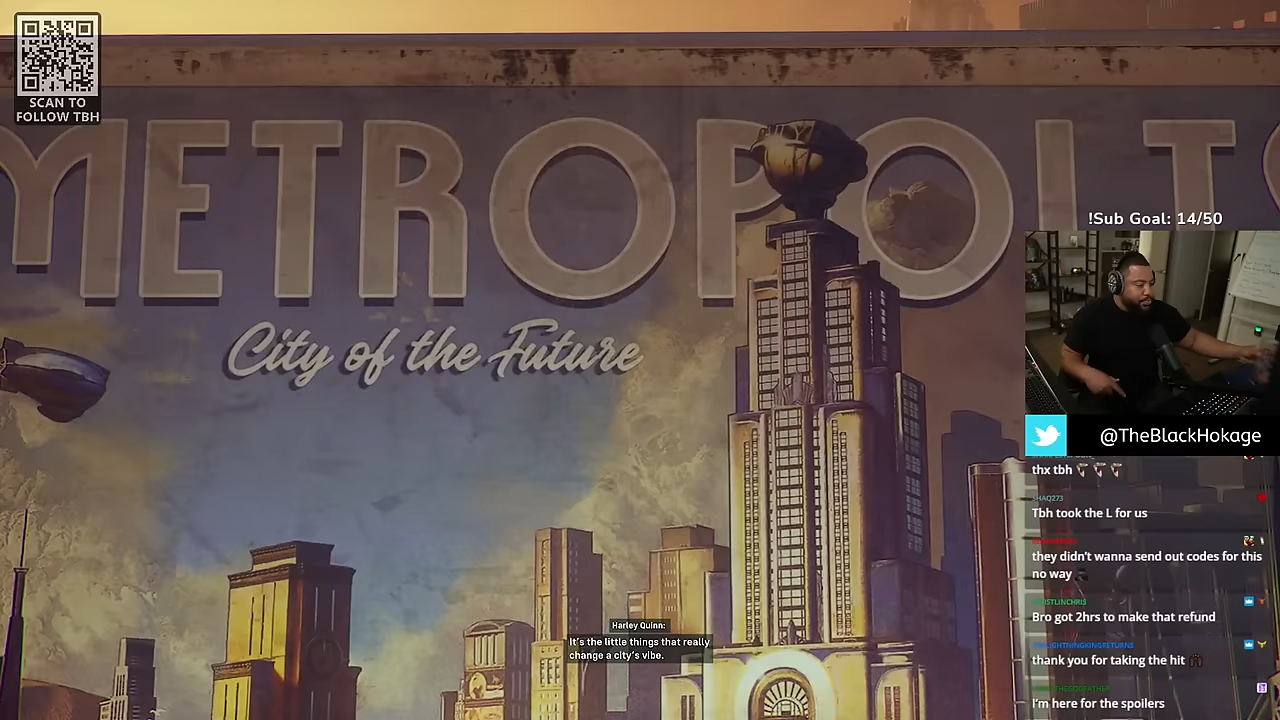 SCAN TO
FOLLOW TBH
METROPOLIS
City of the Future
!Sub Goal: 14/50
@TheBlackHokage
thx tbh
SHAQ273
Tbh took the L for us
they didn't wanna send out codes for this
no way
Bro got 2hrs to make that refund
thank you for taking the hit
I'm here for the spoilers
Harley Quinn:
It's the little things that really
change a city's vibe.